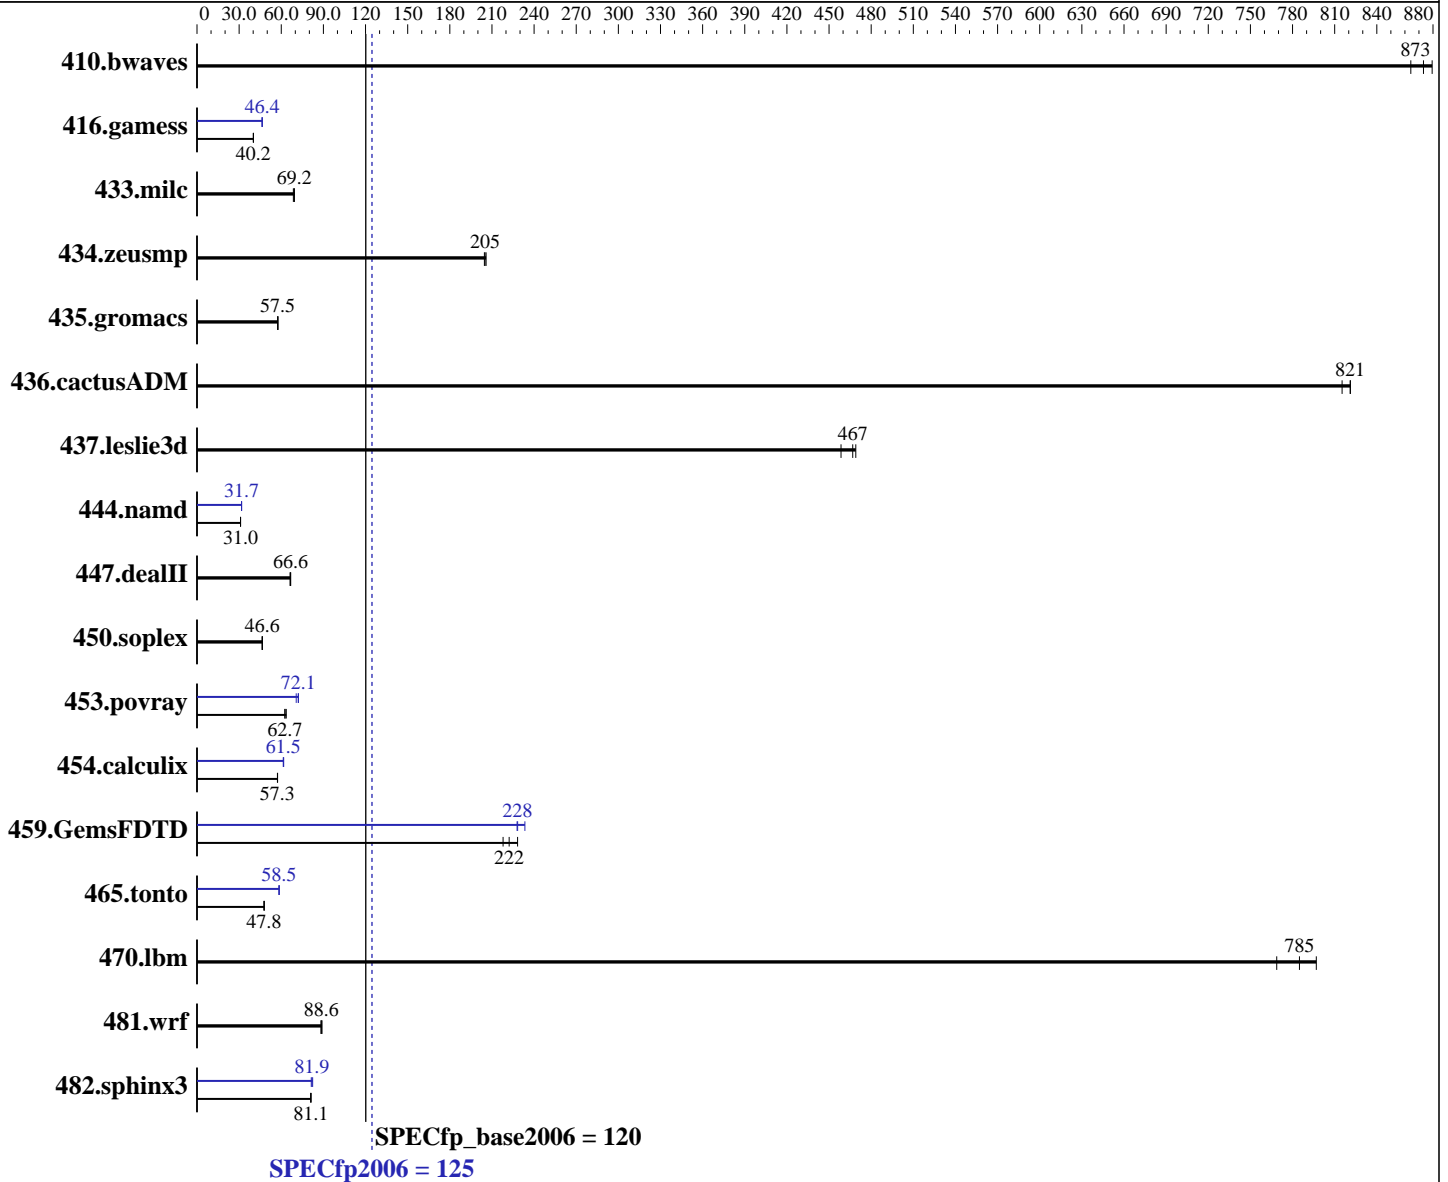 0 30.0 60.0 90.0 120 150 180 210 240 270 300 330 360 390 420 450 480 510 540 570 600 630 660 690 720 750 780 810 840 880
410.bwaves 873
416.gamess 46.4
40.2
433.milc 69.2
434.zeusmp 205
435.gromacs 57.5
436.cactusADM 821
437.leslie3d 467
444.namd 31.7
31.0
447.dealII 66.6
450.soplex 46.6
453.povray 72.1
62.7
454.calculix 61.5
57.3
459.GemsFDTD 228
222
465.tonto 58.5
47.8
470.lbm 785
481.wrf 88.6
482.sphinx3 81.9
81.1
SPECfp_base2006 = 120
SPECfp2006 = 125